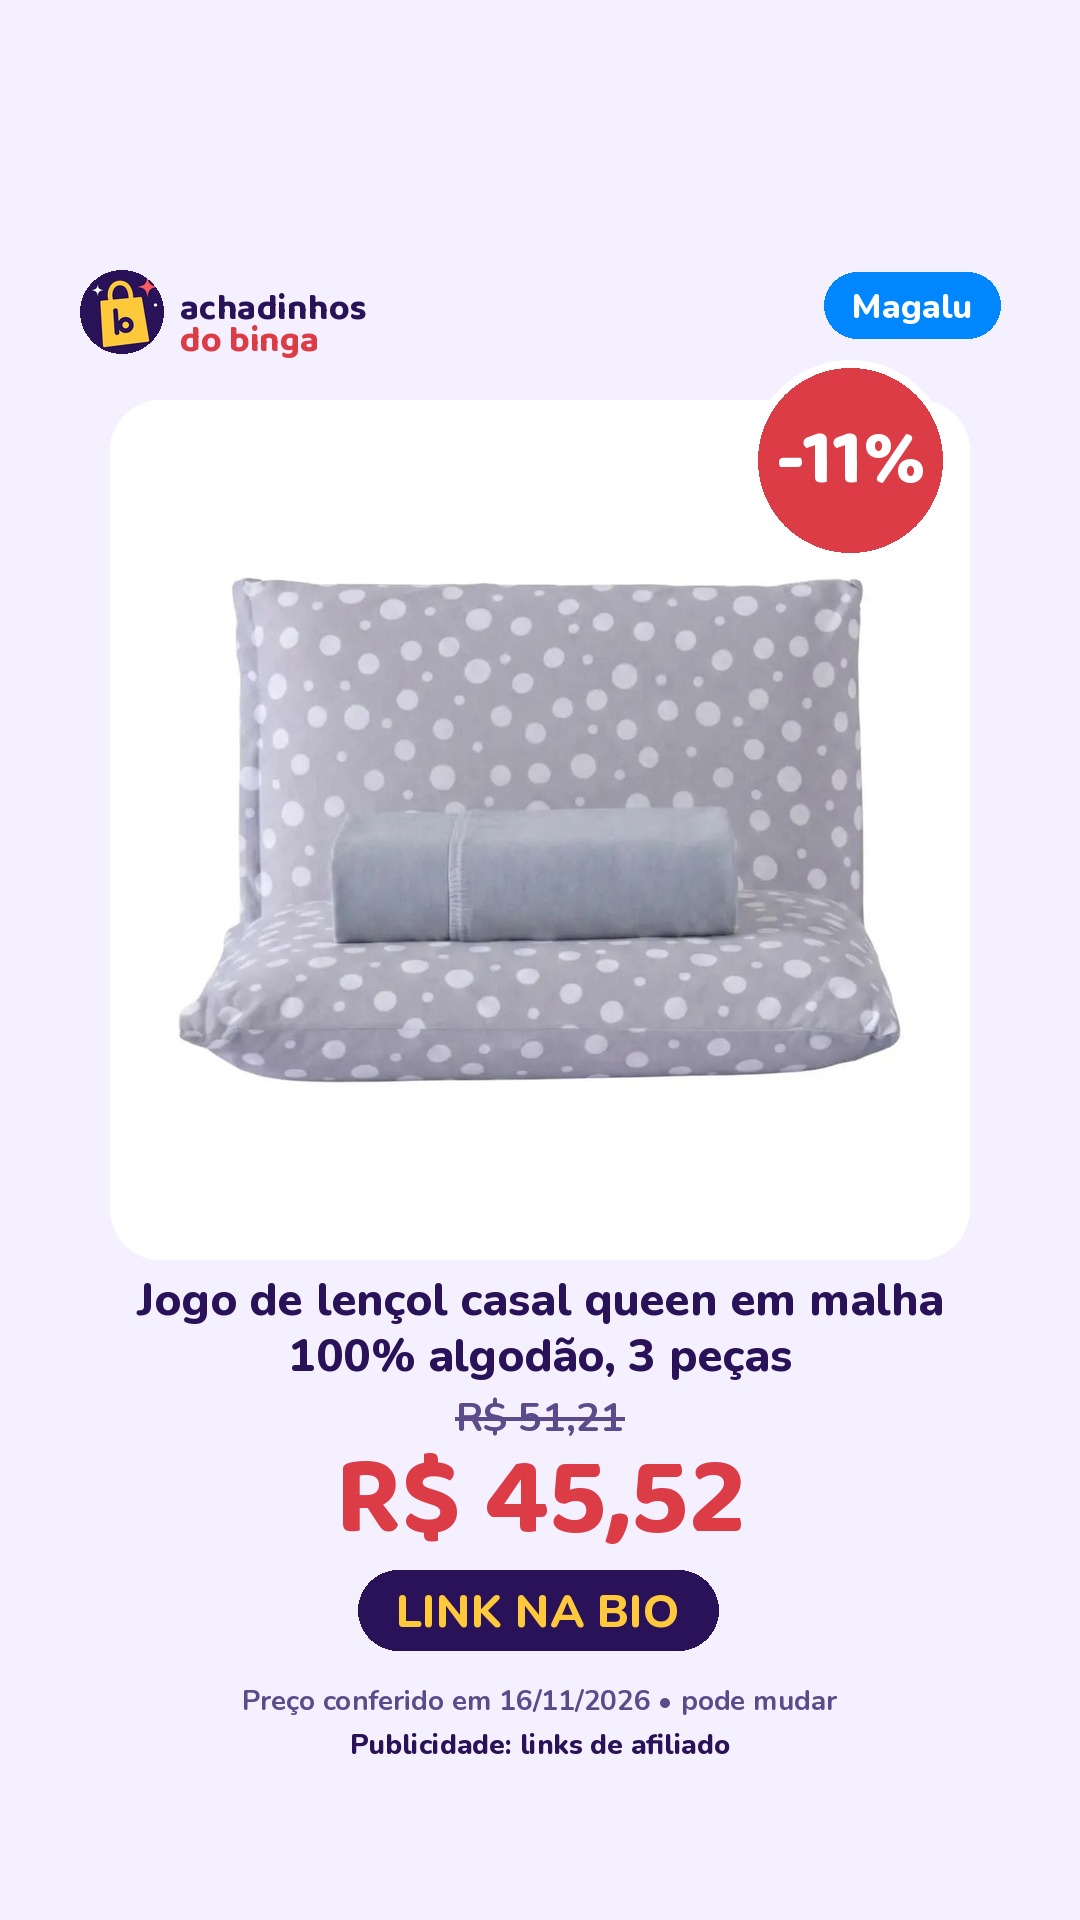 achadinhos
do binga
Magalu
-11%
Jogo de lençol casal queen em malha
100% algodão, 3 peças
R$ 51,21
R$ 45,52
LINK NA BIO
Preço conferido em 16/11/2026 • pode mudar
Publicidade: links de afiliado